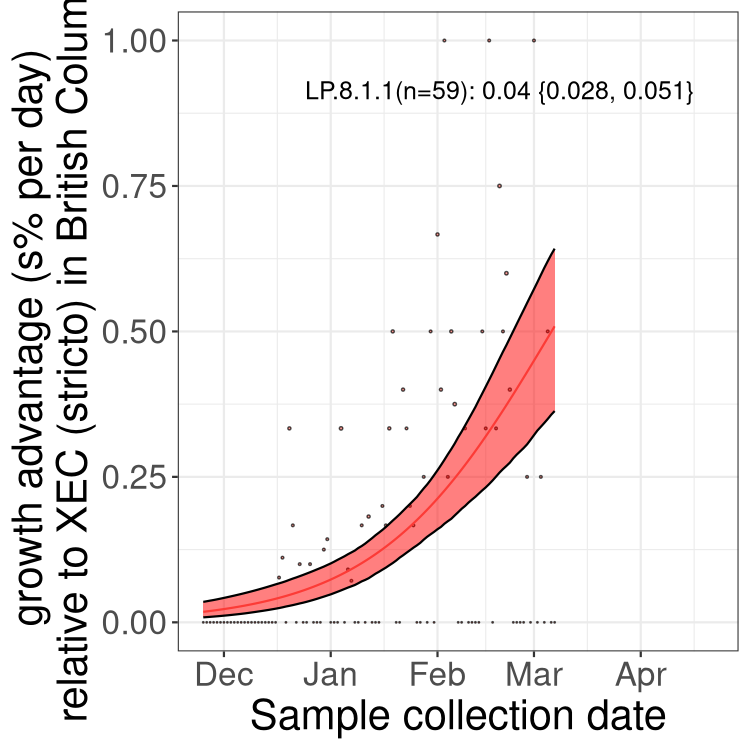 growth advantage (s% per day)
relative to XEC (stricto) in British Colum
1.00
0.75
0.50
0.25
0.00
LP.8.1.1(n=59): 0.04 {0.028, 0.051}
Dec Jan Feb Mar Apr
Sample collection date